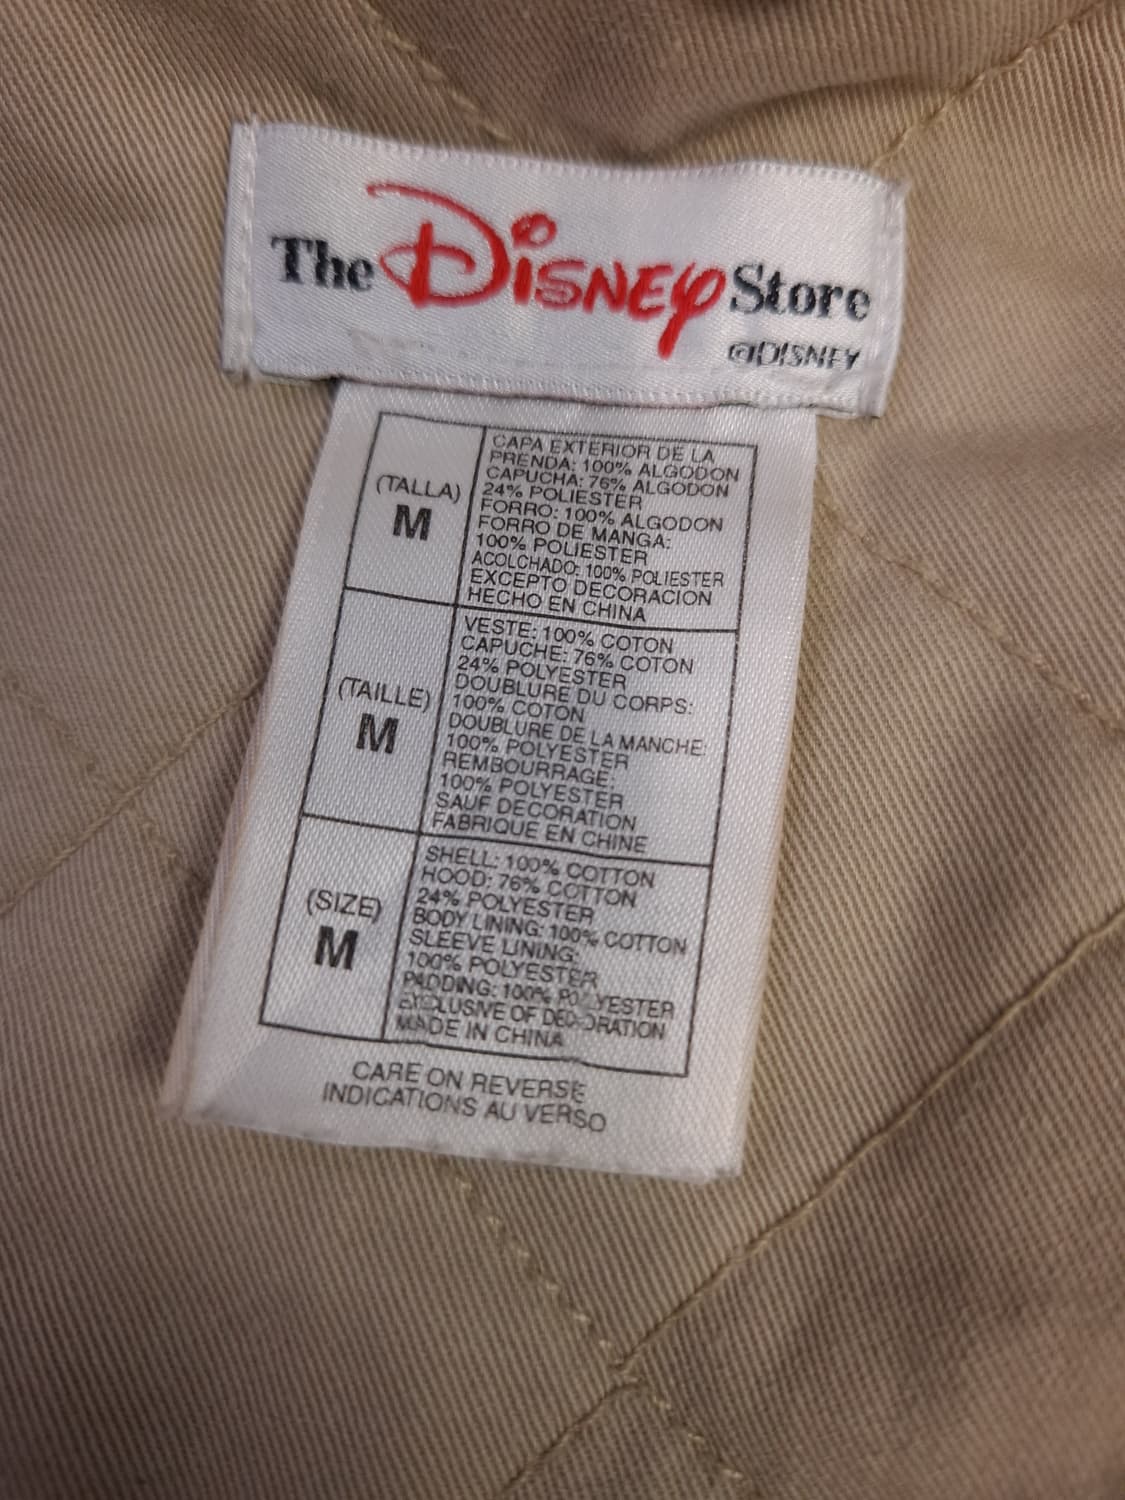 The Disney Store
©DISNEY
(TALLA)
M
CAPA EXTERIOR DE LA
PRENDA: 100% ALGODON
CAPUCHA: 76% ALGODON
24% POLIESTER
FORRO: 100% ALGODON
FORRO DE MANGA:
100% POLIESTER
ACOLCHADO: 100% POLIESTER
EXCEPTO DECORACION
HECHO EN CHINA
(TAILLE)
M
VESTE: 100% COTON
CAPUCHE: 76% COTON
24% POLYESTER
DOUBLURE DU CORPS:
100% COTON
DOUBLURE DE LA MANCHE:
100% POLYESTER
REMBOURRAGE:
100% POLYESTER
SAUF DECORATION
FABRIQUE EN CHINE
(SIZE)
M
SHELL: 100% COTTON
HOOD: 76% COTTON
24% POLYESTER
BODY LINING: 100% COTTON
SLEEVE LINING:
100% POLYESTER
PADDING: 100% POLYESTER
EXCLUSIVE OF DECORATION
MADE IN CHINA
CARE ON REVERSE
INDICATIONS AU VERSO